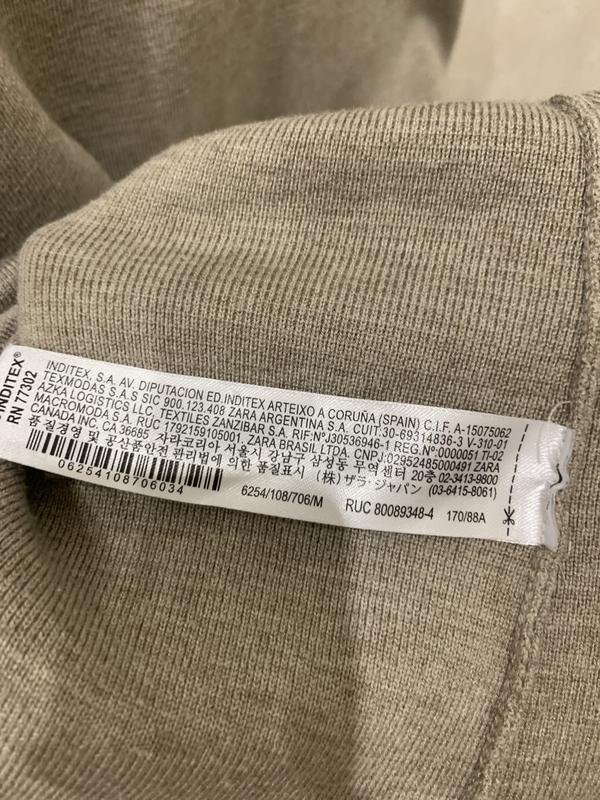 INDITEX®
RN 77302
INDITEX, S.A. AV. DIPUTACION ED.INDITEX ARTEIXO A CORUÑA (SPAIN) C.I.F. A-15075062
TEXMODAS S.A.S SIC 900.123.408 ZARA ARGENTINA S.A. CUIT:30-69314836-3 V-310-01
AZKA LOGISTICS LLC, TEXTILES ZANZIBAR S.A. RIF:NºJ30536946-1 REG.Nº:0000051 TI-02
MACROMODA S.A. RUC 1792159105001. ZARA BRASIL LTDA. CNPJ:02952485000491 ZARA
CANADA INC, CA 36685 자라코리아 서울시 강남구 삼성동 무역센터 20층 02-3413-9800
품질경영 및 공산품안전 관리법에 의한 품질표시 (株) ザラ・ジャパン (03-6415-8061)
06254108706034
6254/108/706/M
RUC 80089348-4
170/88A